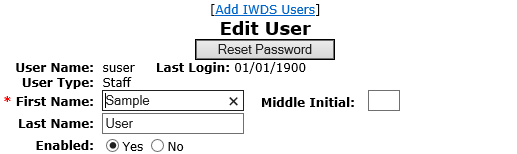 [Add IWDS Users]
Edit User
Reset Password
User Name: suser Last Login: 01/01/1900
User Type: Staff
* First Name: Sample × Middle Initial:
Last Name: User
Enabled: Yes No